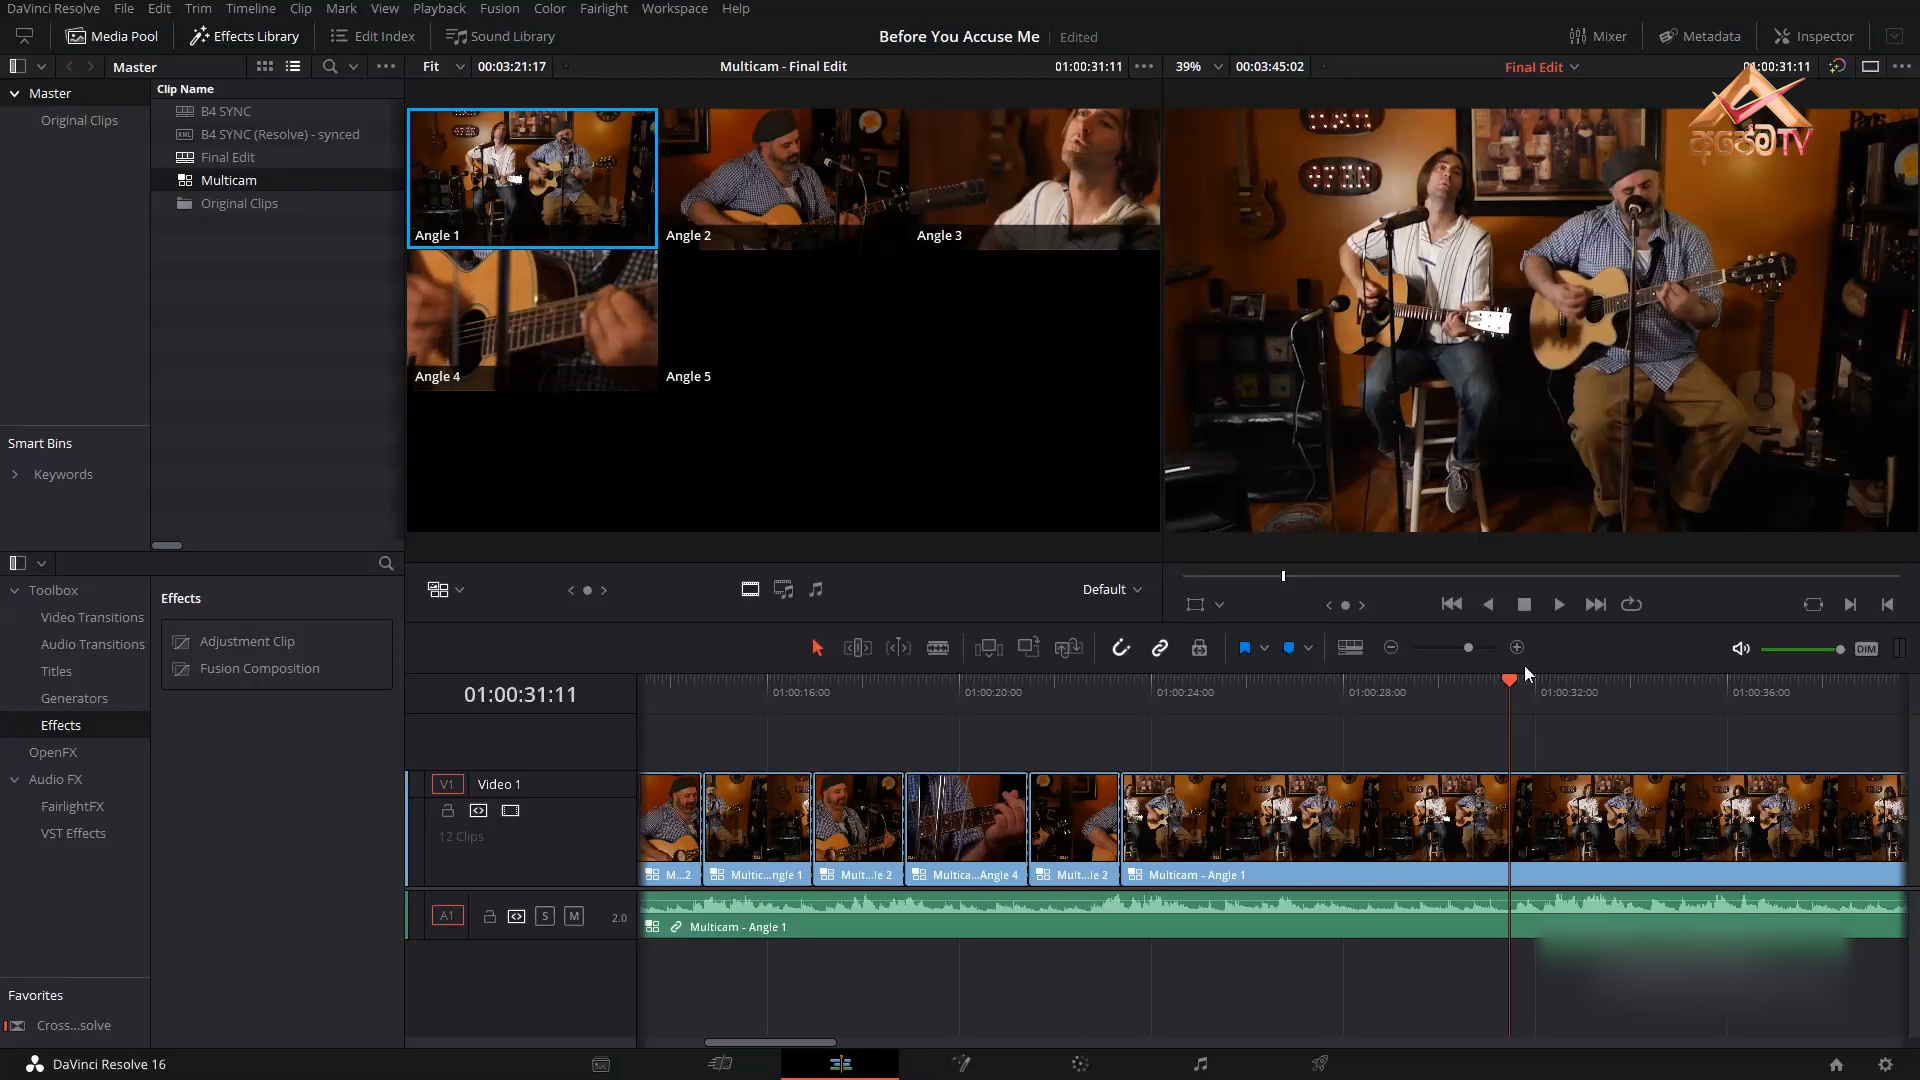 DaVinci Resolve File Edit Trim Timeline Clip Mark View Playback Fusion Color Fairlight Workspace Help
Media Pool Effects Library Edit Index Sound Library Before You Accuse Me Edited Mixer Metadata Inspector
Master Fit 00:03:21:17 Multicam - Final Edit 01:00:31:11 39% 00:03:45:02 Final Edit 01:00:31:11
Master
Original Clips
Smart Bins
Keywords
Clip Name
B4 SYNC
B4 SYNC (Resolve) - synced
Final Edit
Multicam
Original Clips
Angle 1 Angle 2 Angle 3
Angle 4 Angle 5
TV
Default
Toolbox
Video Transitions
Audio Transitions
Titles
Generators
Effects
OpenFX
Audio FX
FairlightFX
VST Effects
Favorites
Cross...solve
Effects
Adjustment Clip
Fusion Composition
DIM
01:00:31:11 01:00:16:00 01:00:20:00 01:00:24:00 01:00:28:00 01:00:32:00 01:00:36:00
V1 Video 1
12 Clips
M...2 Multic...ngle 1 Mult...le 2 Multica...Angle 4 Mult...le 2 Multicam - Angle 1
A1 S M 2.0
Multicam - Angle 1
DaVinci Resolve 16